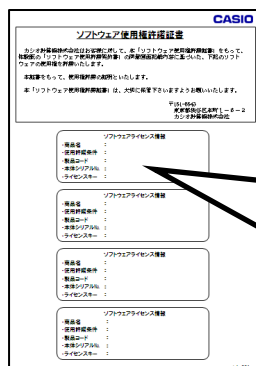 CASIO
ソフトウェア使用権許諾証書
カシオ計算機株式会社はお客様に対して、本「ソフトウェア使用権許諾証書」をもって、
の「ソフトウェア使用権許諾契約書」の
ウェアの使用権を許諾いたします。
本証書をもって、使用権許諾の証明といたします。
本「ソフトウェア使用権許諾証書」は、大切に保管下さいますようお願いいたします。
〒151-8543
東京都渋谷区本町1-6-2
カシオ計算機株式会社
ソフトウェアライセンス情報
・商品名 :
・使用許諾条件 :
・製品コード :
・本体シリアルNo. :
・ライセンスキー :
ソフトウェアライセンス情報
・商品名 :
・使用許諾条件 :
・製品コード :
・本体シリアルNo. :
・ライセンスキー :
ソフトウェアライセンス情報
・商品名 :
・使用許諾条件 :
・製品コード :
・本体シリアルNo. :
・ライセンスキー :
ソフトウェアライセンス情報
・商品名 :
・使用許諾条件 :
・製品コード :
・本体シリアルNo. :
・ライセンスキー :